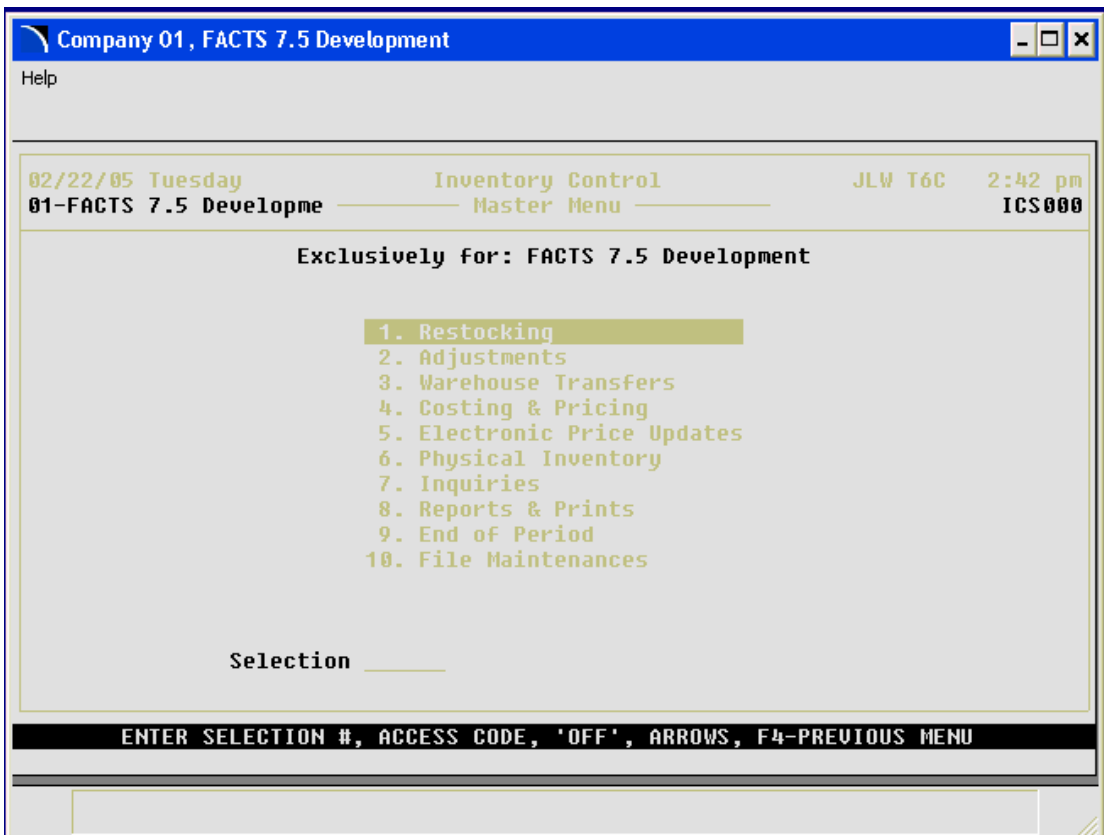 Company 01, FACTS 7.5 Development
Help
02/22/05 Tuesday Inventory Control JLW T6C 2:42 pm
01-FACTS 7.5 Developme Master Menu ICS000
Exclusively for: FACTS 7.5 Development
1. Restocking
2. Adjustments
3. Warehouse Transfers
4. Costing & Pricing
5. Electronic Price Updates
6. Physical Inventory
7. Inquiries
8. Reports & Prints
9. End of Period
10. File Maintenances
Selection ______
ENTER SELECTION #, ACCESS CODE, 'OFF', ARROWS, F4-PREVIOUS MENU